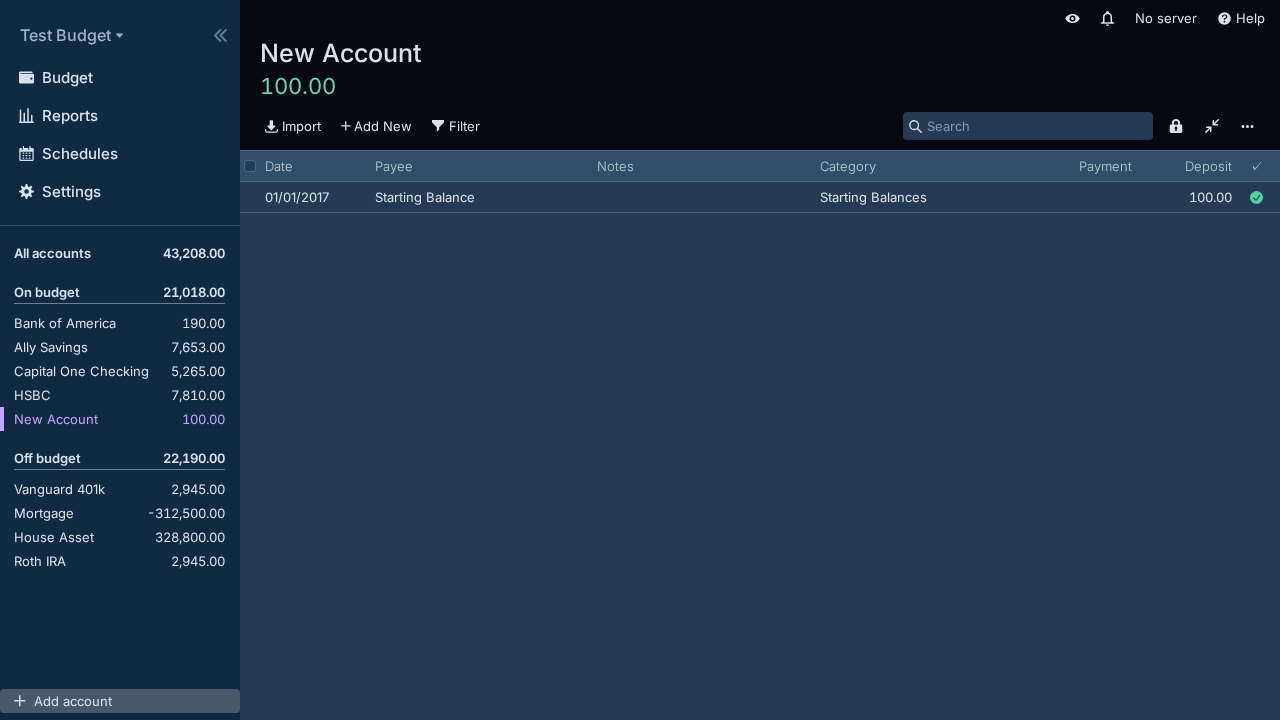 Test Budget
No server
Help
Budget
Reports
Schedules
Settings
All accounts 43,208.00
On budget 21,018.00
Bank of America 190.00
Ally Savings 7,653.00
Capital One Checking 5,265.00
HSBC 7,810.00
New Account 100.00
Off budget 22,190.00
Vanguard 401k 2,945.00
Mortgage -312,500.00
House Asset 328,800.00
Roth IRA 2,945.00
Add account
New Account
100.00
Import Add New Filter Search
Date Payee Notes Category Payment Deposit ✓
01/01/2017 Starting Balance Starting Balances 100.00